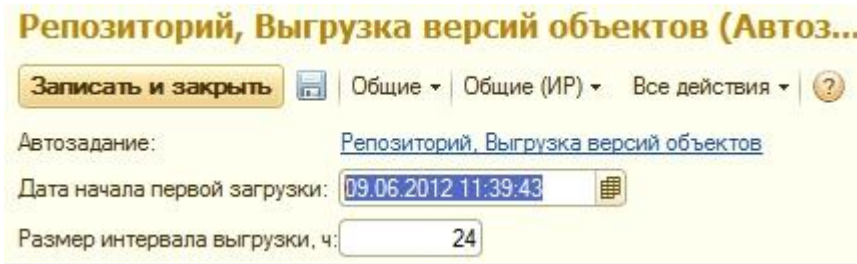 Репозиторий, Выгрузка версий объектов (Автоз...
Записать и закрыть Общие Общие (ИР) Все действия ?
Автозадание: Репозиторий, Выгрузка версий объектов
Дата начала первой загрузки: 09.06.2012 11:39:43
Размер интервала выгрузки, ч: 24